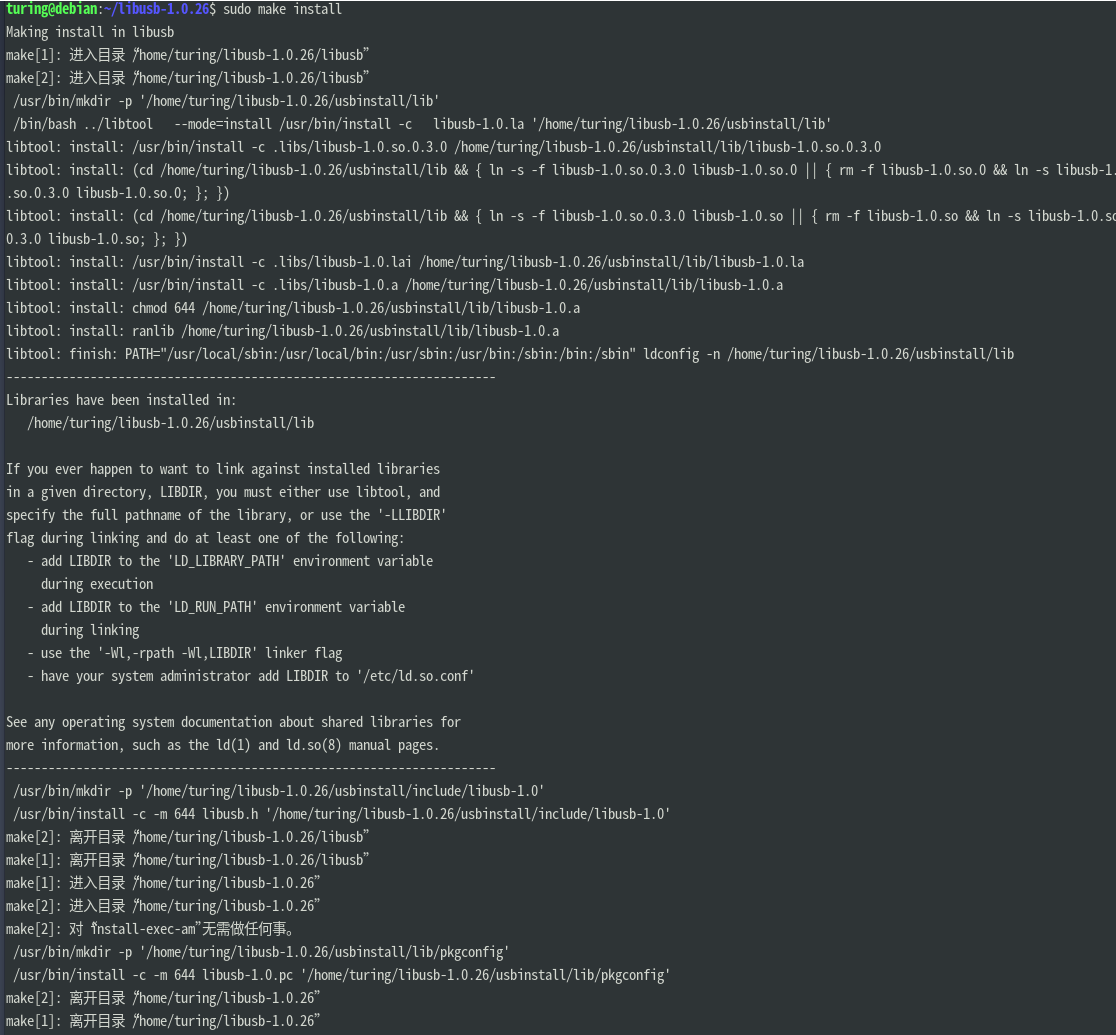 turing@debian:~/libusb-1.0.26$ sudo make install
Making install in libusb
make[1]: 进入目录“/home/turing/libusb-1.0.26/libusb”
make[2]: 进入目录“/home/turing/libusb-1.0.26/libusb”
 /usr/bin/mkdir -p '/home/turing/libusb-1.0.26/usbinstall/lib'
 /bin/bash ../libtool   --mode=install /usr/bin/install -c   libusb-1.0.la '/home/turing/libusb-1.0.26/usbinstall/lib'
libtool: install: /usr/bin/install -c .libs/libusb-1.0.so.0.3.0 /home/turing/libusb-1.0.26/usbinstall/lib/libusb-1.0.so.0.3.0
libtool: install: (cd /home/turing/libusb-1.0.26/usbinstall/lib && { ln -s -f libusb-1.0.so.0.3.0 libusb-1.0.so.0 || { rm -f libusb-1.0.so.0 && ln -s libusb-1.
.so.0.3.0 libusb-1.0.so.0; }; })
libtool: install: (cd /home/turing/libusb-1.0.26/usbinstall/lib && { ln -s -f libusb-1.0.so.0.3.0 libusb-1.0.so || { rm -f libusb-1.0.so && ln -s libusb-1.0.so
0.3.0 libusb-1.0.so; }; })
libtool: install: /usr/bin/install -c .libs/libusb-1.0.lai /home/turing/libusb-1.0.26/usbinstall/lib/libusb-1.0.la
libtool: install: /usr/bin/install -c .libs/libusb-1.0.a /home/turing/libusb-1.0.26/usbinstall/lib/libusb-1.0.a
libtool: install: chmod 644 /home/turing/libusb-1.0.26/usbinstall/lib/libusb-1.0.a
libtool: install: ranlib /home/turing/libusb-1.0.26/usbinstall/lib/libusb-1.0.a
libtool: finish: PATH="/usr/local/sbin:/usr/local/bin:/usr/sbin:/usr/bin:/sbin:/bin:/sbin" ldconfig -n /home/turing/libusb-1.0.26/usbinstall/lib
----------------------------------------------------------------------
Libraries have been installed in:
   /home/turing/libusb-1.0.26/usbinstall/lib

If you ever happen to want to link against installed libraries
in a given directory, LIBDIR, you must either use libtool, and
specify the full pathname of the library, or use the '-LLIBDIR'
flag during linking and do at least one of the following:
   - add LIBDIR to the 'LD_LIBRARY_PATH' environment variable
     during execution
   - add LIBDIR to the 'LD_RUN_PATH' environment variable
     during linking
   - use the '-Wl,-rpath -Wl,LIBDIR' linker flag
   - have your system administrator add LIBDIR to '/etc/ld.so.conf'

See any operating system documentation about shared libraries for
more information, such as the ld(1) and ld.so(8) manual pages.
----------------------------------------------------------------------
 /usr/bin/mkdir -p '/home/turing/libusb-1.0.26/usbinstall/include/libusb-1.0'
 /usr/bin/install -c -m 644 libusb.h '/home/turing/libusb-1.0.26/usbinstall/include/libusb-1.0'
make[2]: 离开目录“/home/turing/libusb-1.0.26/libusb”
make[1]: 离开目录“/home/turing/libusb-1.0.26/libusb”
make[1]: 进入目录“/home/turing/libusb-1.0.26”
make[2]: 进入目录“/home/turing/libusb-1.0.26”
make[2]: 对“install-exec-am”无需做任何事。
 /usr/bin/mkdir -p '/home/turing/libusb-1.0.26/usbinstall/lib/pkgconfig'
 /usr/bin/install -c -m 644 libusb-1.0.pc '/home/turing/libusb-1.0.26/usbinstall/lib/pkgconfig'
make[2]: 离开目录“/home/turing/libusb-1.0.26”
make[1]: 离开目录“/home/turing/libusb-1.0.26”